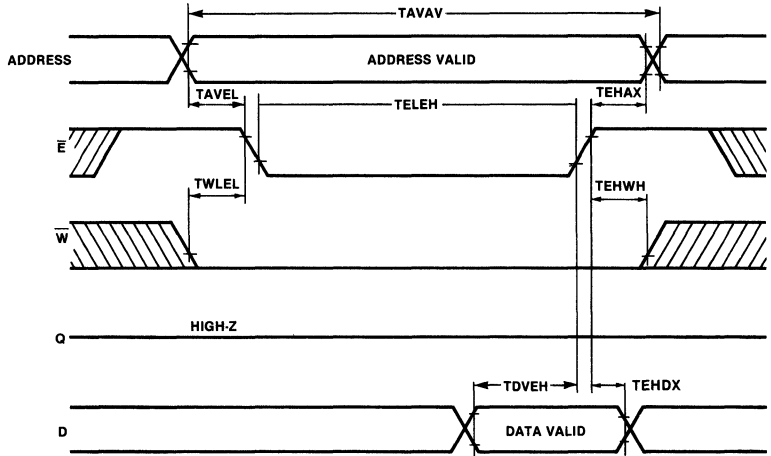 TAVAV
ADDRESS
ADDRESS VALID
TAVEL
TELEH
TEHAX
E̅
TWLEL
TEHWH
W̅
HIGH-Z
Q
TDVEH
TEHDX
D
DATA VALID